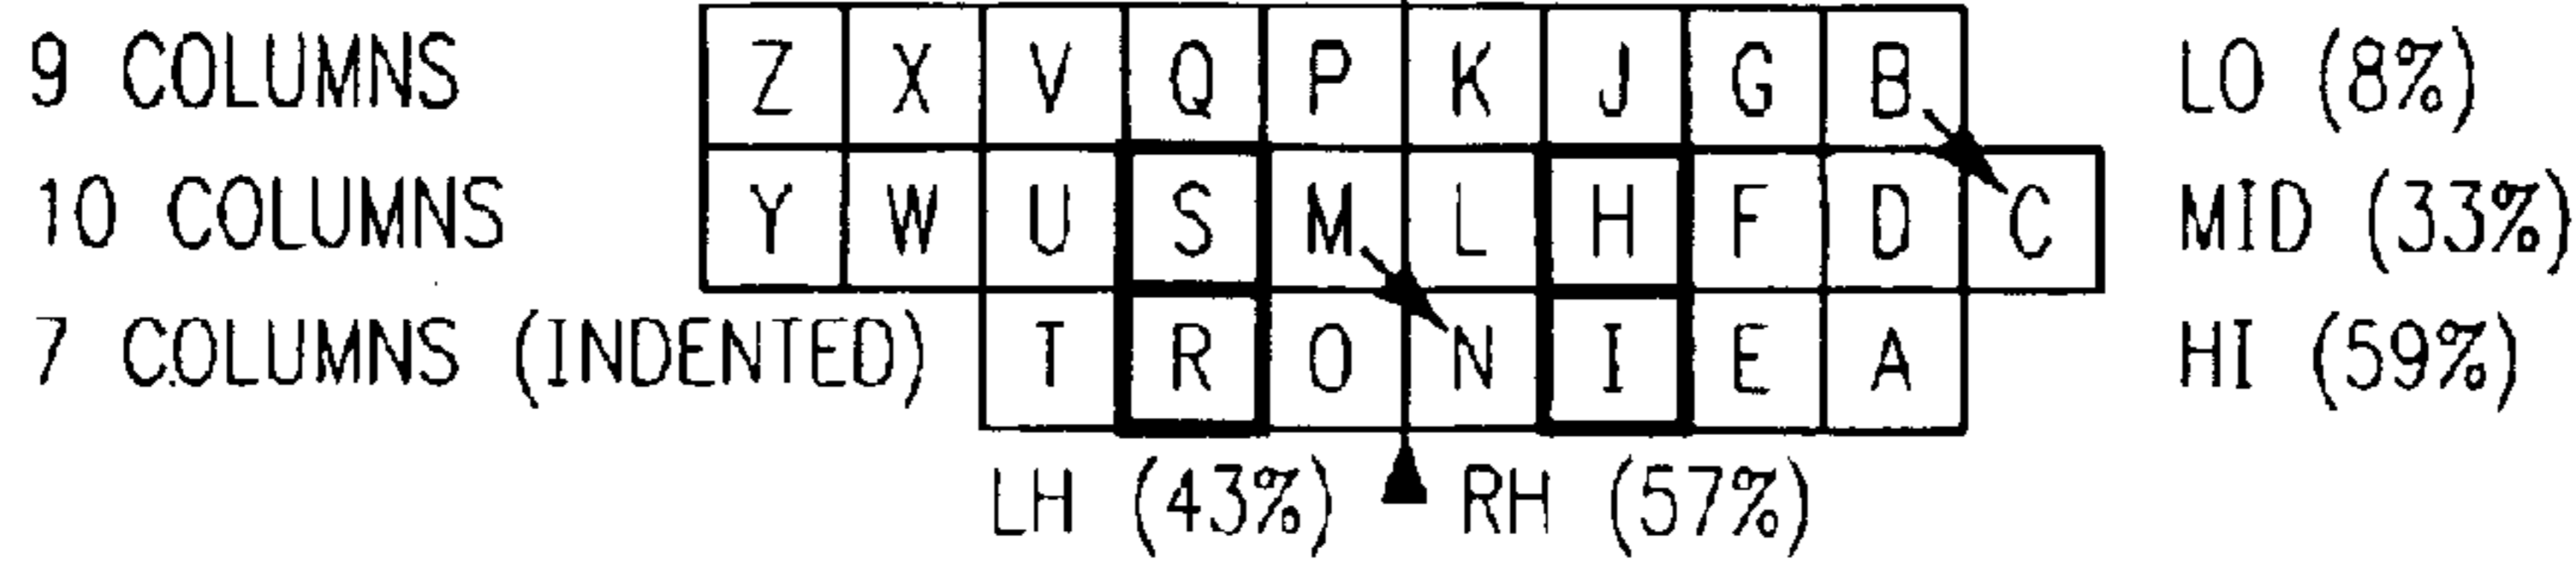 9 COLUMNS Z X V Q P K J G B LO (8%)
10 COLUMNS Y W U S M L H F D C MID (33%)
7 COLUMNS (INDENTED) T R O N I E A HI (59%)
LH (43%) RH (57%)